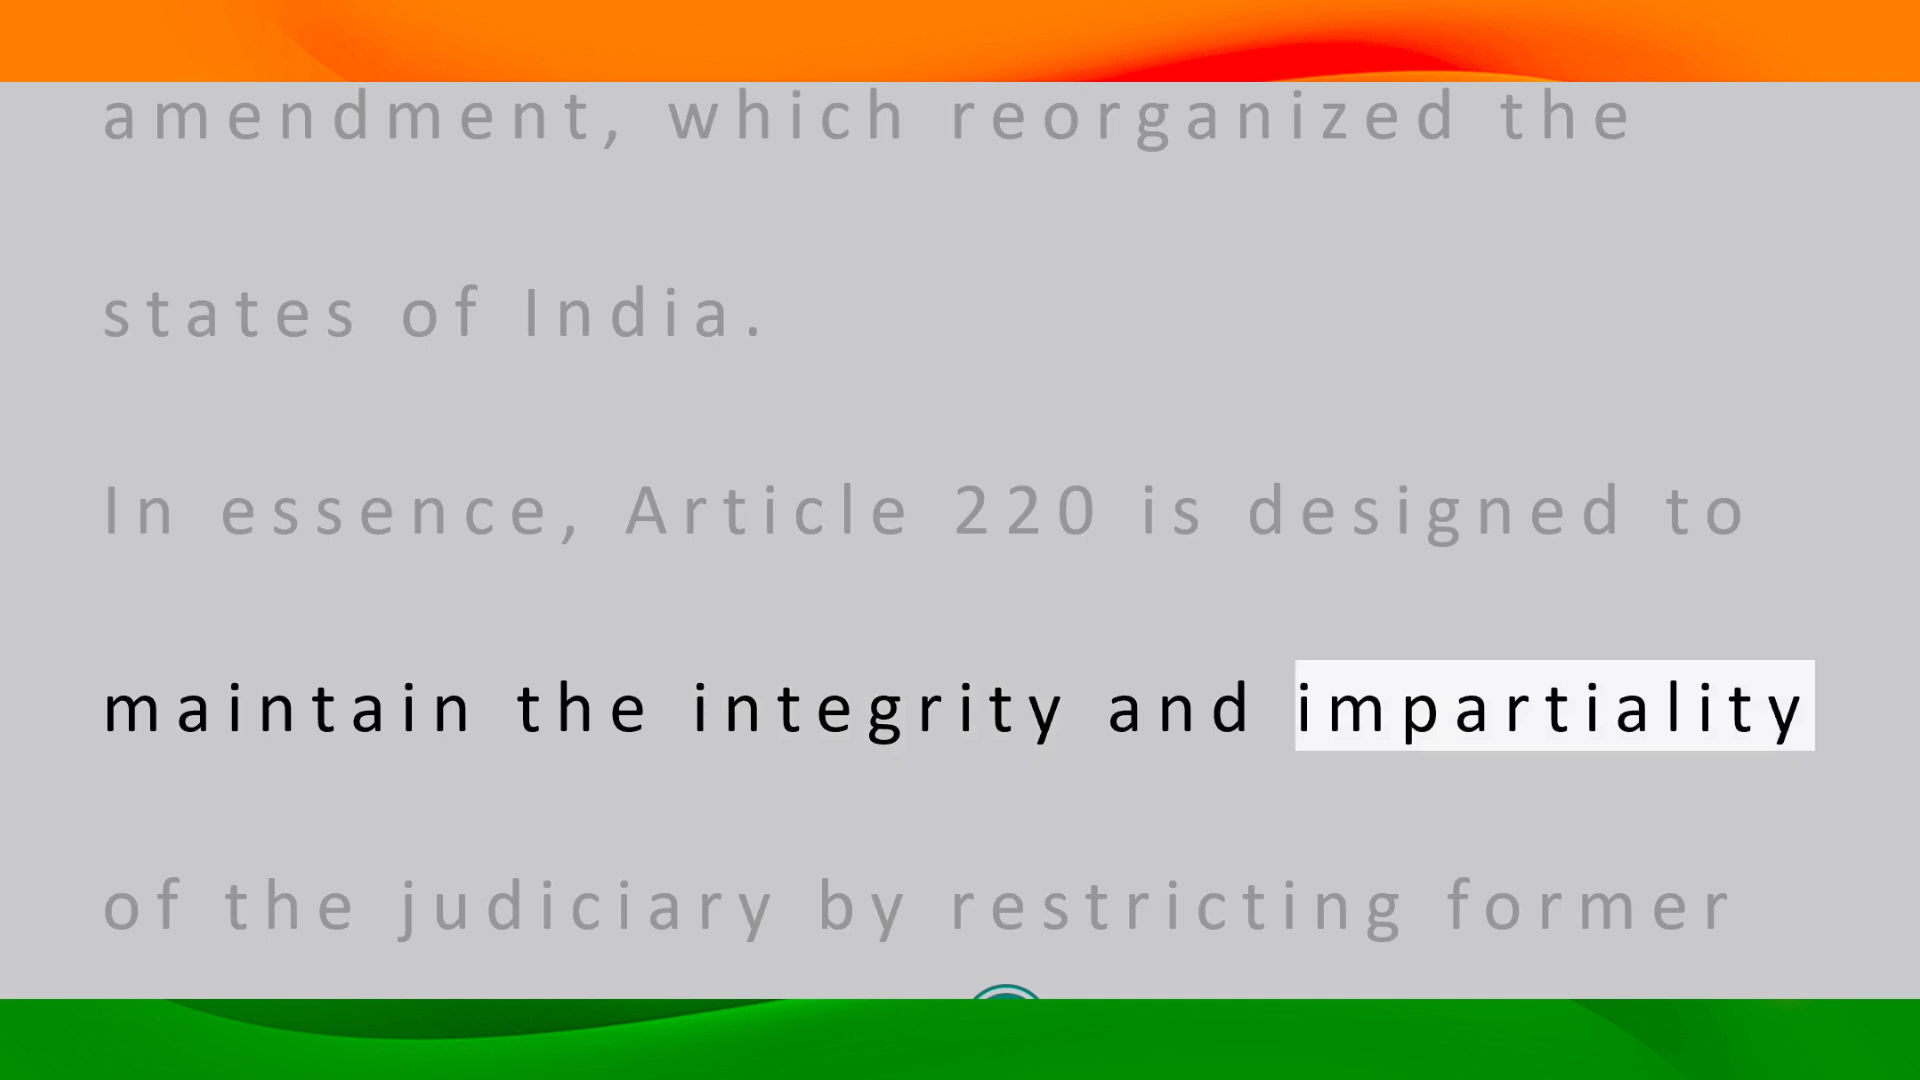 amendment, which reorganized the
states of India.
In essence, Article 220 is designed to
maintain the integrity and impartiality
of the judiciary by restricting former